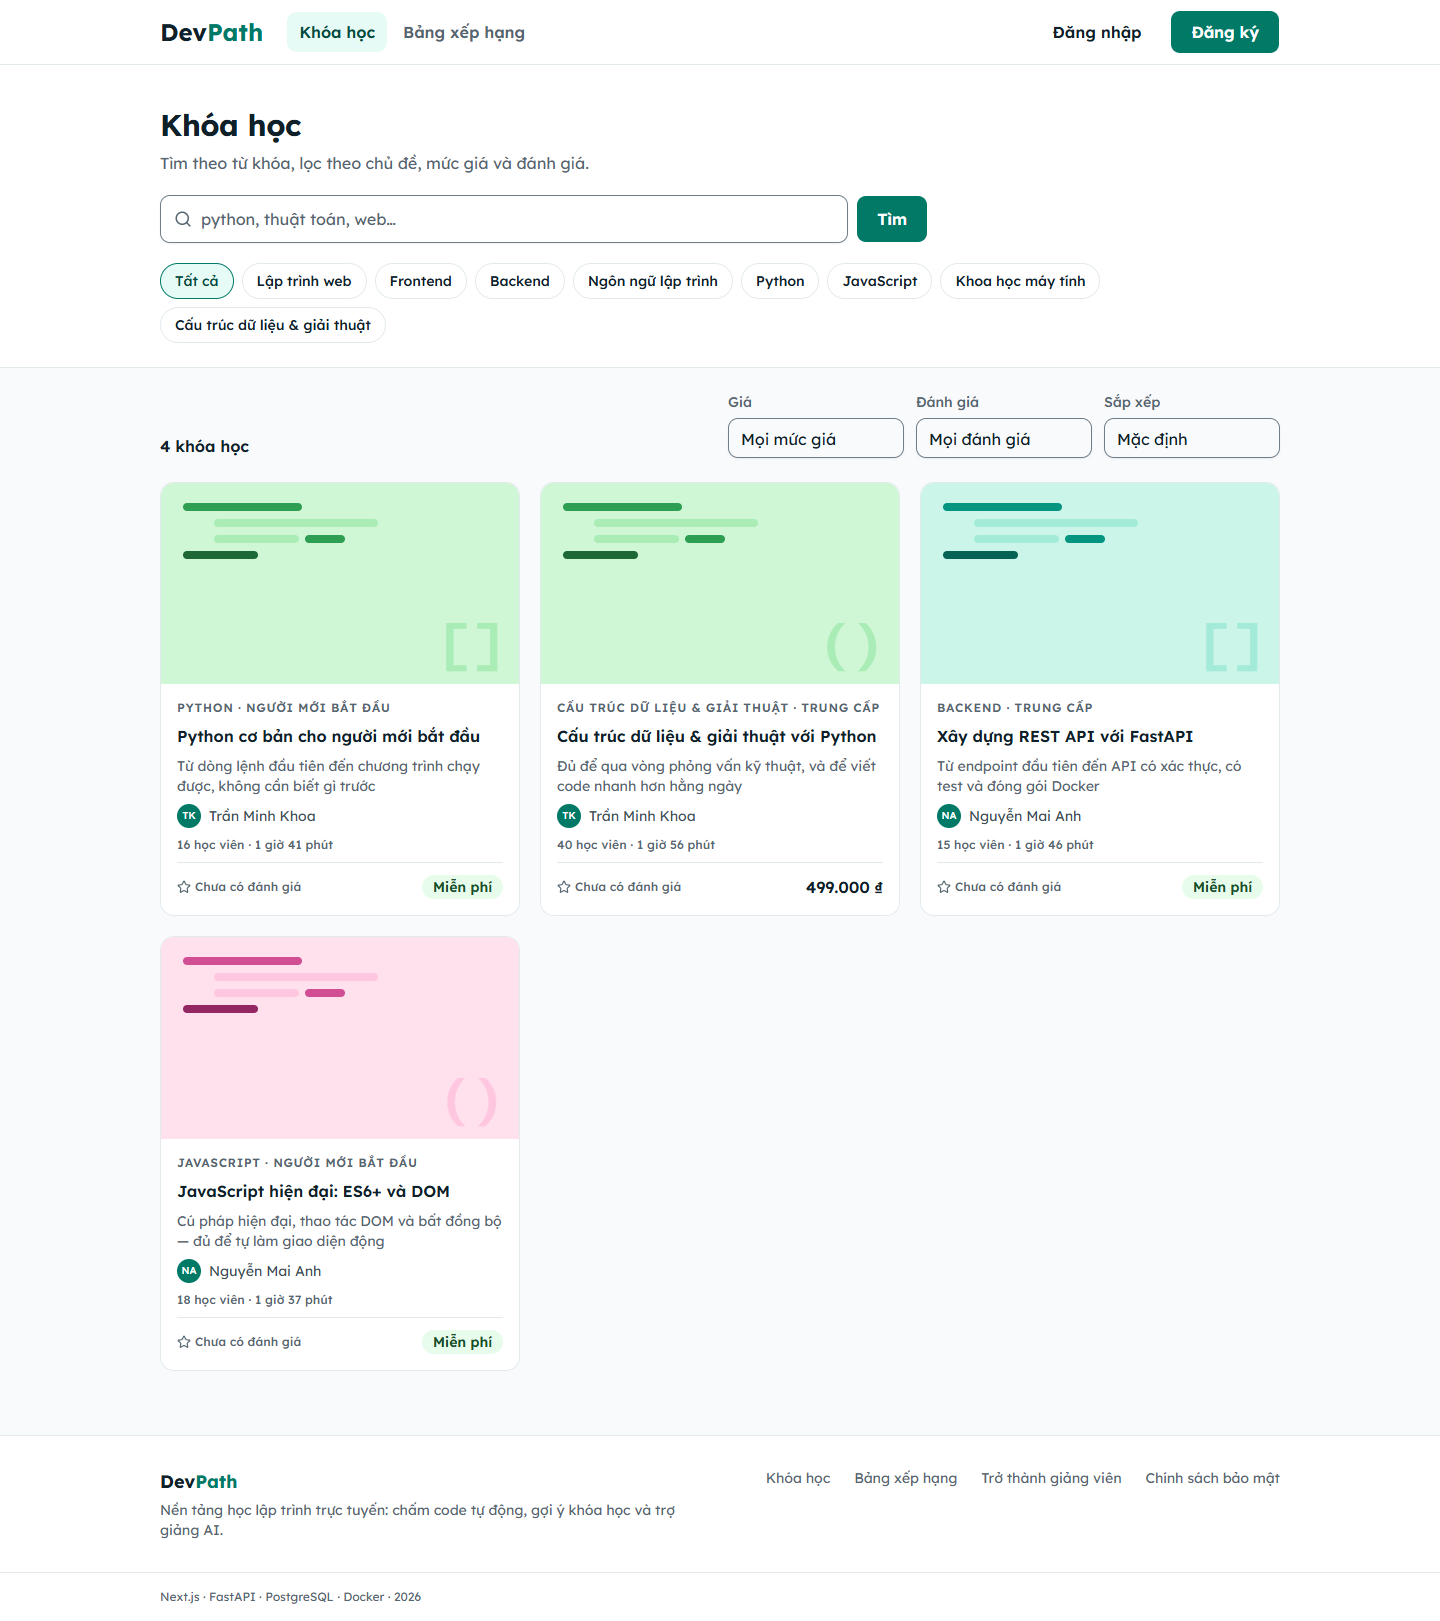 DevPath
Khóa học
Bảng xếp hạng
Đăng nhập
Đăng ký
Khóa học
Tìm theo từ khóa, lọc theo chủ đề, mức giá và đánh giá.
python, thuật toán, web...
Tìm
Tất cả
Lập trình web
Frontend
Backend
Ngôn ngữ lập trình
Python
JavaScript
Khoa học máy tính
Cấu trúc dữ liệu & giải thuật
4 khóa học
Giá
Mọi mức giá
Đánh giá
Mọi đánh giá
Sắp xếp
Mặc định
[ ]
PYTHON · NGƯỜI MỚI BẮT ĐẦU
Python cơ bản cho người mới bắt đầu
Từ dòng lệnh đầu tiên đến chương trình chạy
được, không cần biết gì trước
TK Trần Minh Khoa
16 học viên · 1 giờ 41 phút
Chưa có đánh giá
Miễn phí
( )
CẤU TRÚC DỮ LIỆU & GIẢI THUẬT · TRUNG CẤP
Cấu trúc dữ liệu & giải thuật với Python
Đủ để qua vòng phỏng vấn kỹ thuật, và để viết
code nhanh hơn hằng ngày
TK Trần Minh Khoa
40 học viên · 1 giờ 56 phút
Chưa có đánh giá
499.000 ₫
[ ]
BACKEND · TRUNG CẤP
Xây dựng REST API với FastAPI
Từ endpoint đầu tiên đến API có xác thực, có
test và đóng gói Docker
NA Nguyễn Mai Anh
15 học viên · 1 giờ 46 phút
Chưa có đánh giá
Miễn phí
( )
JAVASCRIPT · NGƯỜI MỚI BẮT ĐẦU
JavaScript hiện đại: ES6+ và DOM
Cú pháp hiện đại, thao tác DOM và bất đồng bộ
— đủ để tự làm giao diện động
NA Nguyễn Mai Anh
18 học viên · 1 giờ 37 phút
Chưa có đánh giá
Miễn phí
DevPath
Nền tảng học lập trình trực tuyến: chấm code tự động, gợi ý khóa học và trợ
giảng AI.
Khóa học
Bảng xếp hạng
Trở thành giảng viên
Chính sách bảo mật
Next.js · FastAPI · PostgreSQL · Docker · 2026